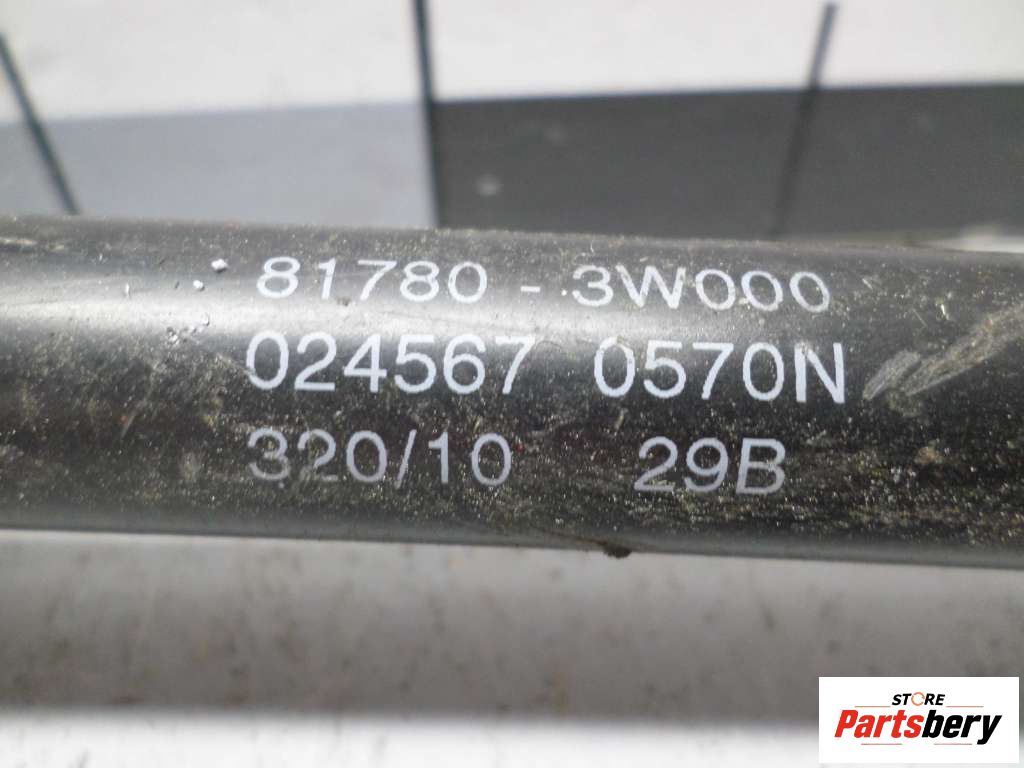 81780 - 3W000
024567 0570N
320/10 29B
STORE
Partsbery